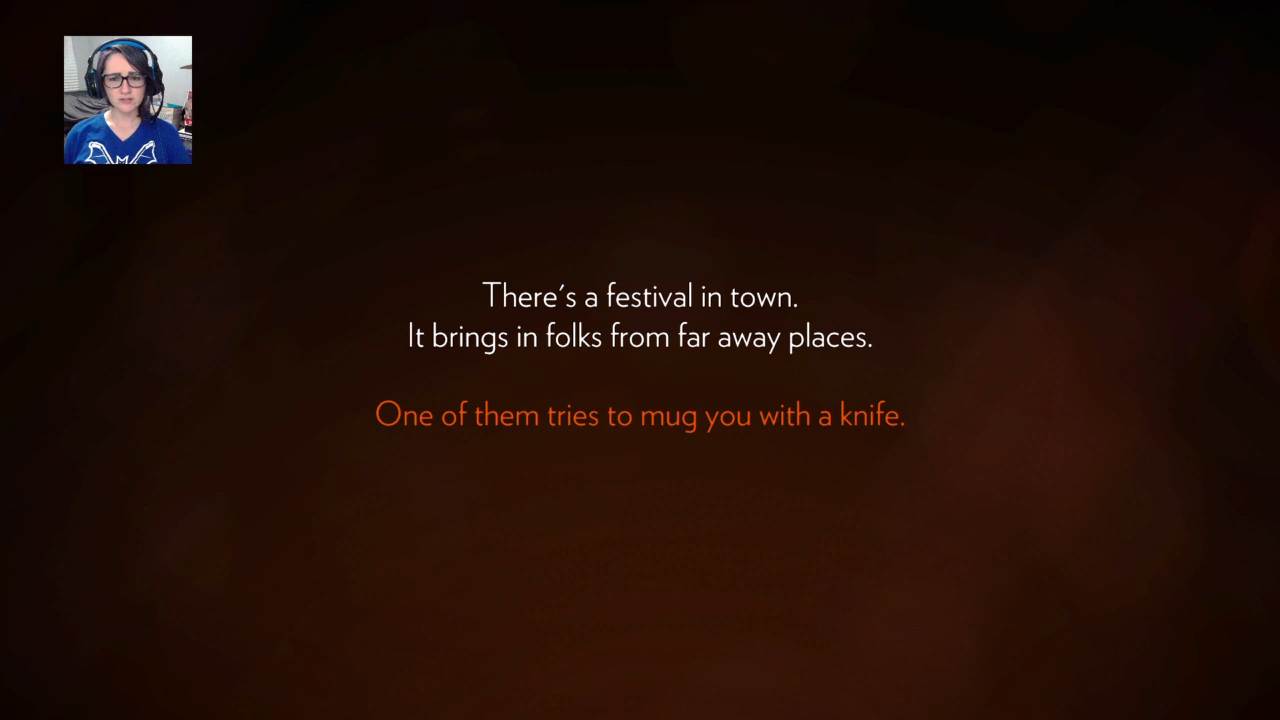 There's a festival in town.
It brings in folks from far away places.
One of them tries to mug you with a knife.